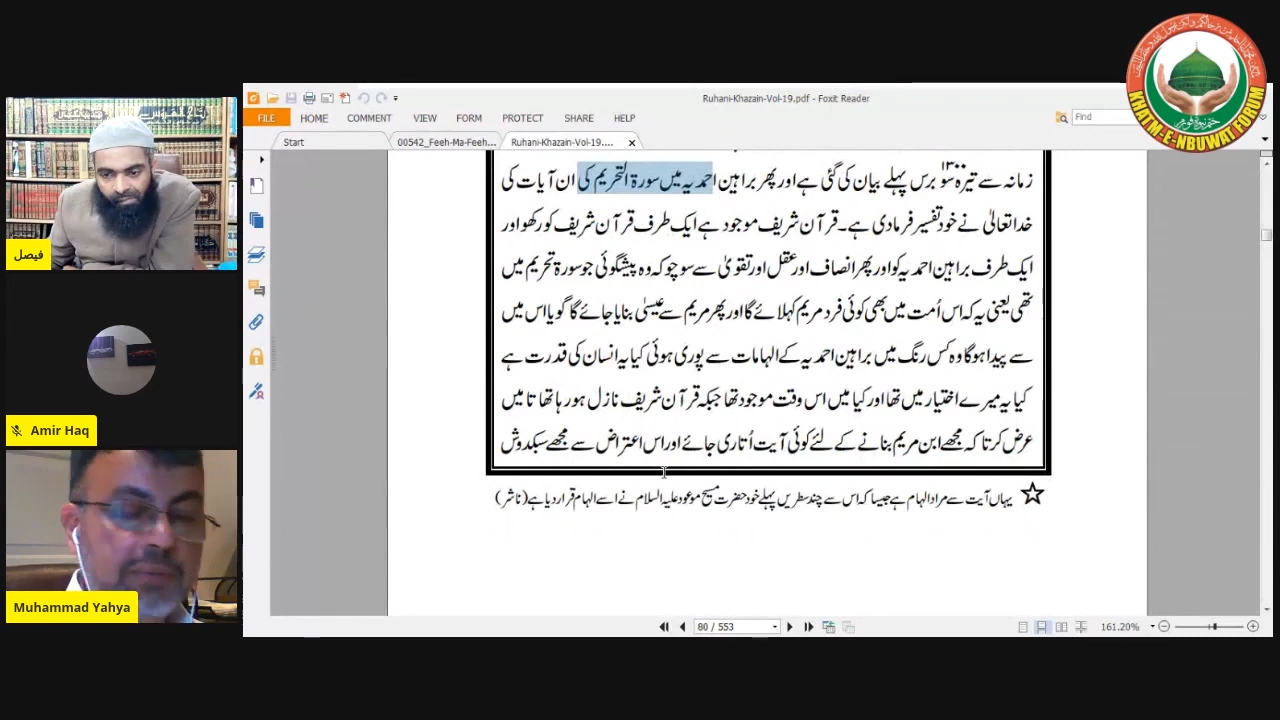 Ruhani-Khazain-Vol-19.pdf - Foxit Reader
FILE HOME COMMENT VIEW FORM PROTECT SHARE HELP
Find
Start 00542_Feeh-Ma-Feeh... Ruhani-Khazain-Vol-19....
زمانہ سے تیرہ سو ۱۳۰۰ برس پہلے بیان کی گئی ہے اور پھر براہین احمدیہ میں سورۃ التحریم کی ان آیات کی
خدا تعالیٰ نے خود تفسیر فرمادی ہے۔ قرآن شریف موجود ہے ایک طرف قرآن شریف کو رکھو اور
ایک طرف براہین احمدیہ کو اور پھر انصاف اور عقل اور تقویٰ سے سوچو کہ وہ پیشگوئی جو سورۃ تحریم میں
تھی یعنی یہ کہ اس اُمت میں بھی کوئی فرد مریم کہلائے گا اور پھر مریم سے عیسیٰ بنایا جائے گا گویا اس میں
سے پیدا ہوگا وہ کس رنگ میں براہین احمدیہ کے الہامات سے پوری ہوئی کیا یہ انسان کی قدرت ہے
کیا یہ میرے اختیار میں تھا اور کیا میں اس وقت موجود تھا جبکہ قرآن شریف نازل ہو رہا تھا تا میں
عرض کرتا کہ مجھے ابن مریم بنانے کے لئے کوئی آیت اُتاری جائے اور اس اعتراض سے مجھے سبکدوش
☆ یہاں آیت سے مراد الہام ہے جیسا کہ اس سے چند سطریں پہلے خود حضرت مسیح موعود علیہ السلام نے اسے الہام قرار دیا ہے (ناشر)
80 / 553
161.20%
فیصل
Amir Haq
Muhammad Yahya
KHATM-E-NBUWAT FORUM